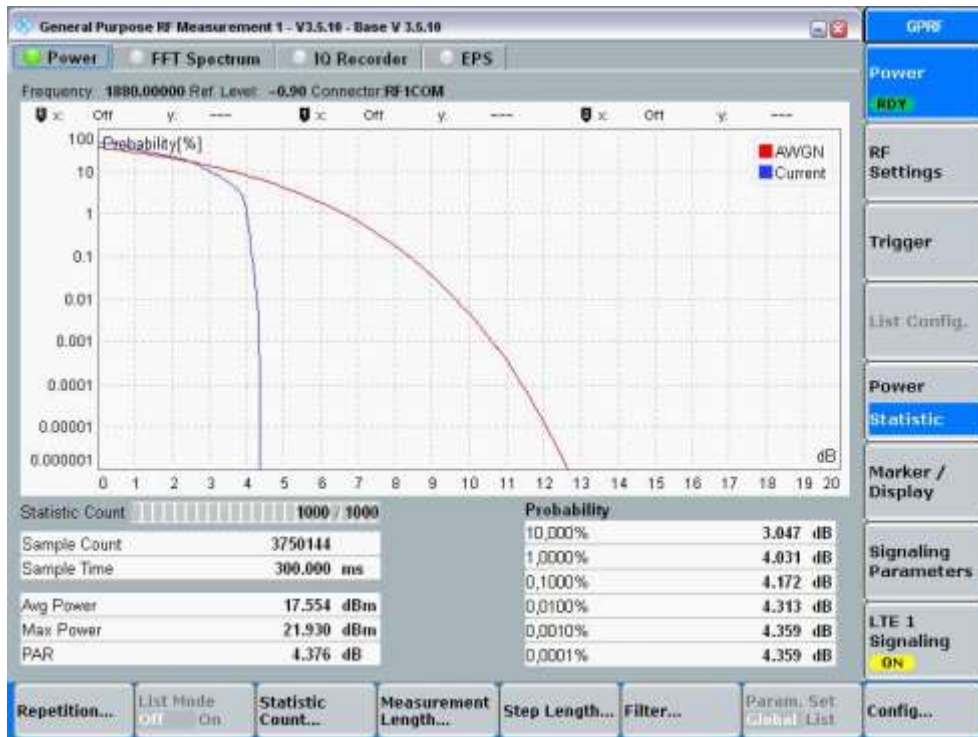 General Purpose RF Measurement 1 - V3.5.10 - Base V 3.5.10
GPRF
Power FFT Spectrum IQ Recorder EPS
Frequency: 1880.00000 Ref. Level: -0.90 Connector:RF1COM
x: Off y: --- x: Off y: --- x: Off y: ---
Probability[%]
AWGN
Current
100
10
1
0.1
0.01
0.001
0.0001
0.00001
0.000001
dB
0 1 2 3 4 5 6 7 8 9 10 11 12 13 14 15 16 17 18 19 20
Statistic Count 1000 / 1000
Sample Count 3750144
Sample Time 300.000 ms
Avg Power 17.554 dBm
Max Power 21.930 dBm
PAR 4.376 dB
Probability
10,000% 3.047 dB
1,0000% 4.031 dB
0,1000% 4.172 dB
0,0100% 4.313 dB
0,0010% 4.359 dB
0,0001% 4.359 dB
Power
RDY
RF
Settings
Trigger
List Config.
Power
Statistic
Marker /
Display
Signaling
Parameters
LTE 1
Signaling
ON
Repetition...
List Mode
Off On
Statistic
Count...
Measurement
Length...
Step Length...
Filter...
Param. Set
Global List
Config...